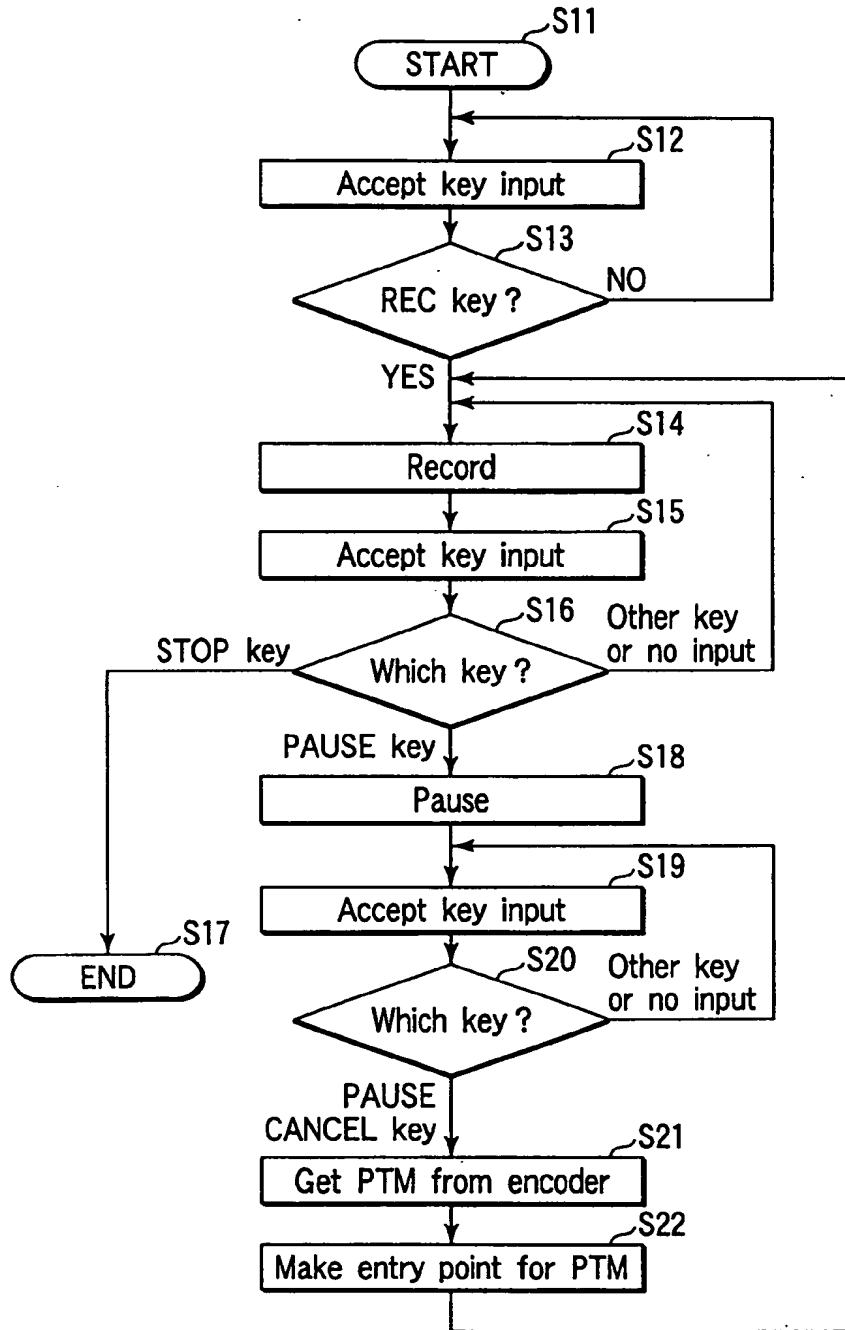 S11
START
S12
Accept key input
S13
REC key?
NO
YES
S14
Record
S15
Accept key input
S16
Other key
or no input
STOP key
Which key?
PAUSE key
S18
Pause
S19
Accept key input
S17
END
S20
Other key
or no input
Which key?
PAUSE
CANCEL key
S21
Get PTM from encoder
S22
Make entry point for PTM